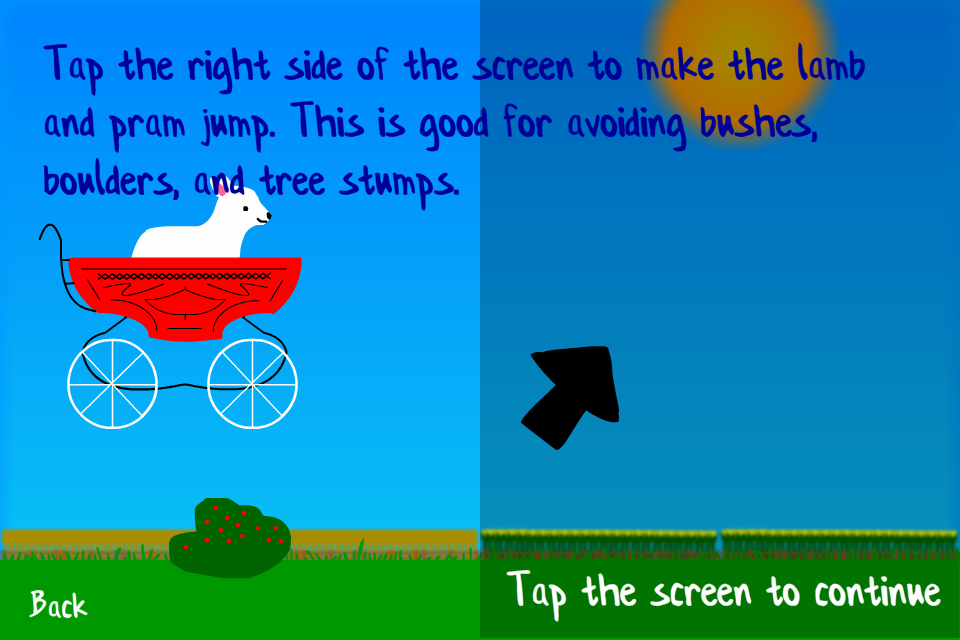 Tap the right side of the screen to make the lamb
and pram jump. This is good for avoiding bushes,
boulders, and tree stumps.
Back
Tap the screen to continue